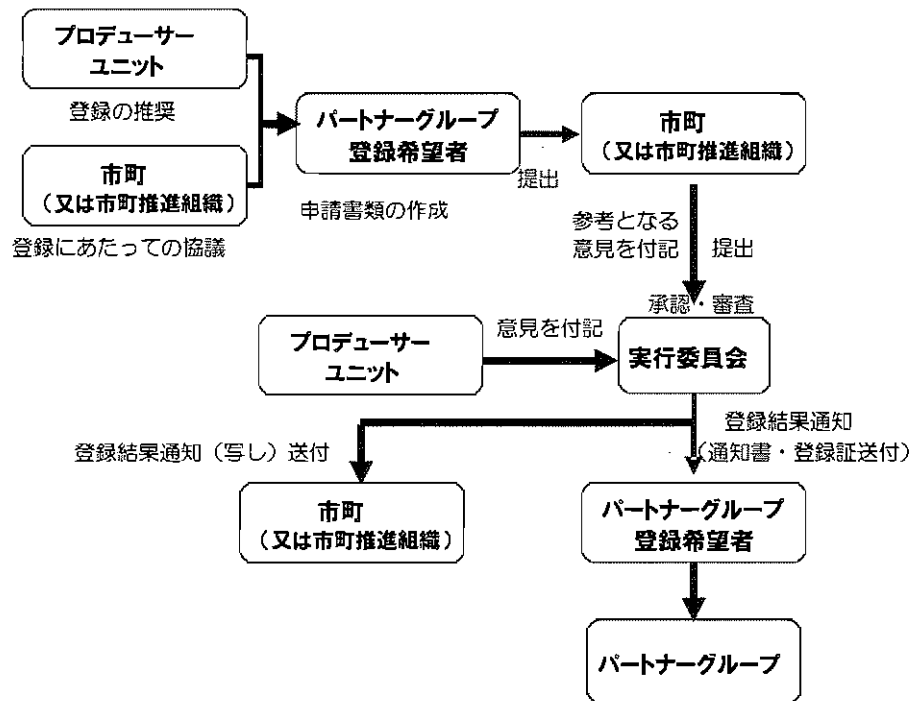 プロデューサー
ユニット
登録の推奨
市町
（又は市町推進組織）
登録にあたっての協議
パートナーグループ
登録希望者
申請書類の作成
提出
市町
（又は市町推進組織）
参考となる
意見を付記
提出
承認・審査
プロデューサー
ユニット
意見を付記
実行委員会
登録結果通知（写し）送付
登録結果通知
（通知書・登録証送付）
市町
（又は市町推進組織）
パートナーグループ
登録希望者
パートナーグループ